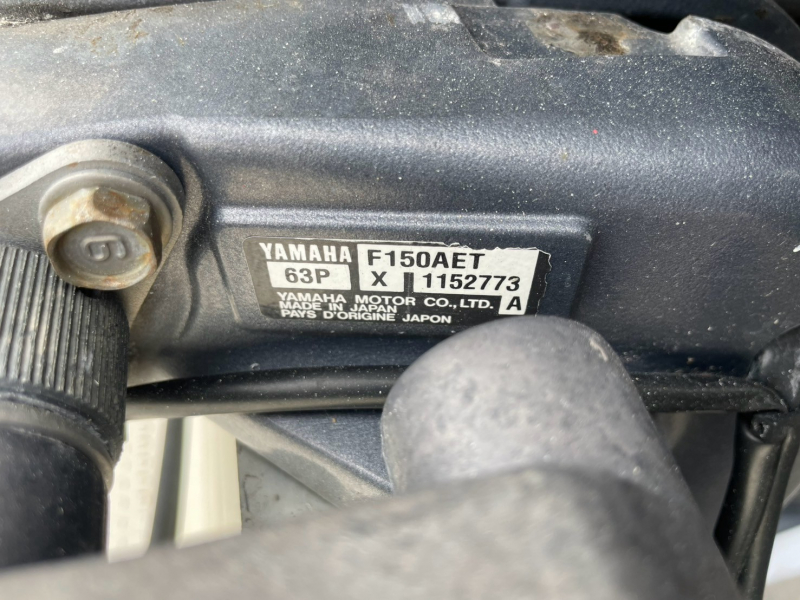 YAMAHA F150AET
63P X 1152773
YAMAHA MOTOR CO., LTD. A
MADE IN JAPAN
PAYS D'ORIGINE JAPON